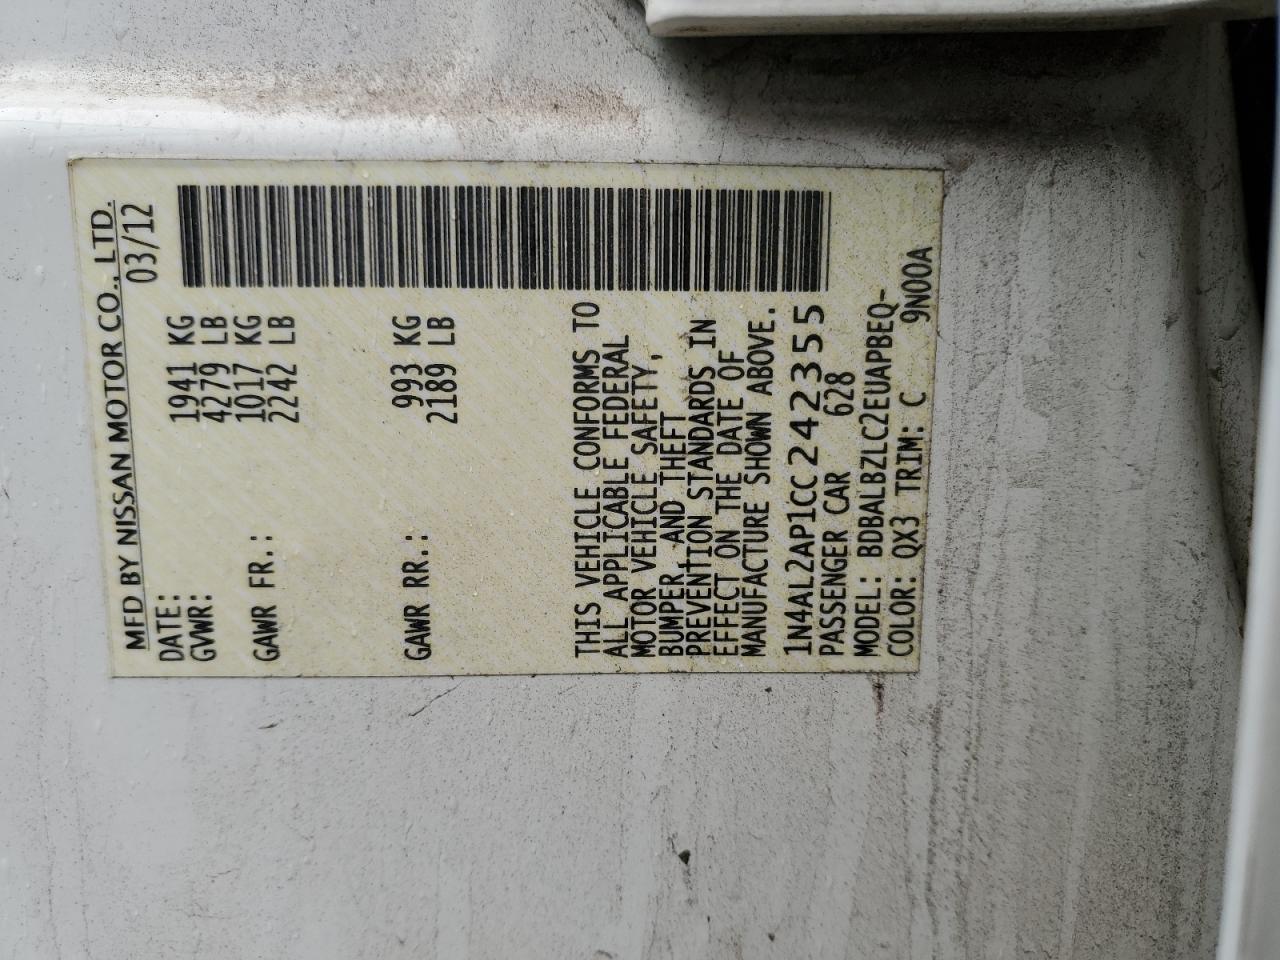 MFD BY NISSAN MOTOR CO., LTD.
DATE: 03/12
GVWR: 1941 KG
4279 LB
GAWR FR.: 1017 KG
2242 LB
GAWR RR.: 993 KG
2189 LB
THIS VEHICLE CONFORMS TO
ALL APPLICABLE FEDERAL
MOTOR VEHICLE SAFETY,
BUMPER, AND THEFT
PREVENTION STANDARDS IN
EFFECT ON THE DATE OF
MANUFACTURE SHOWN ABOVE.
1N4AL2AP1CC242355
PASSENGER CAR 628
MODEL: BDBALBZLC2EUAPBEQ-
COLOR: QX3 TRIM: C 9N00A